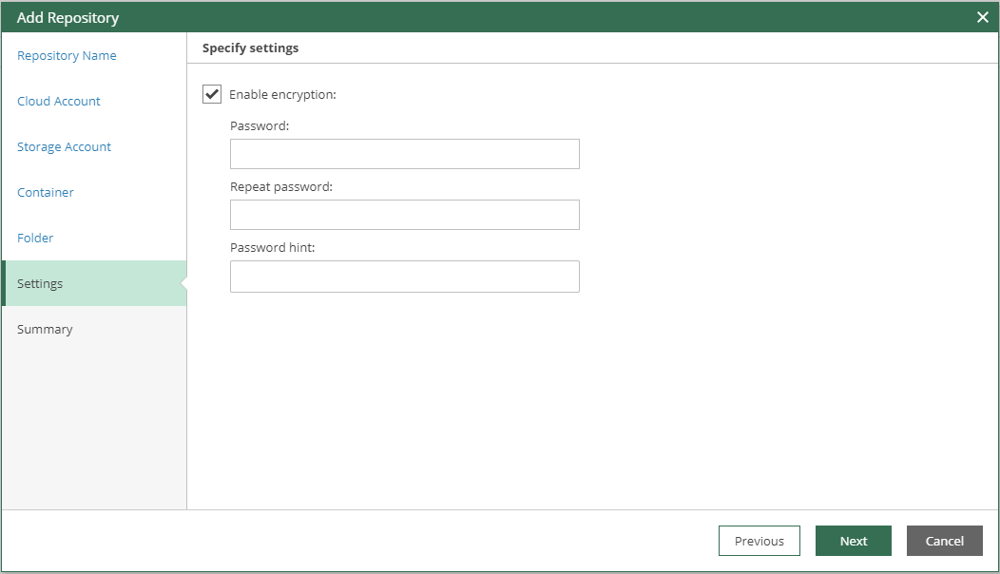 Add Repository
Repository Name
Cloud Account
Storage Account
Container
Folder
Settings
Summary
Specify settings
Enable encryption:
Password:
Repeat password:
Password hint:
Previous
Next
Cancel